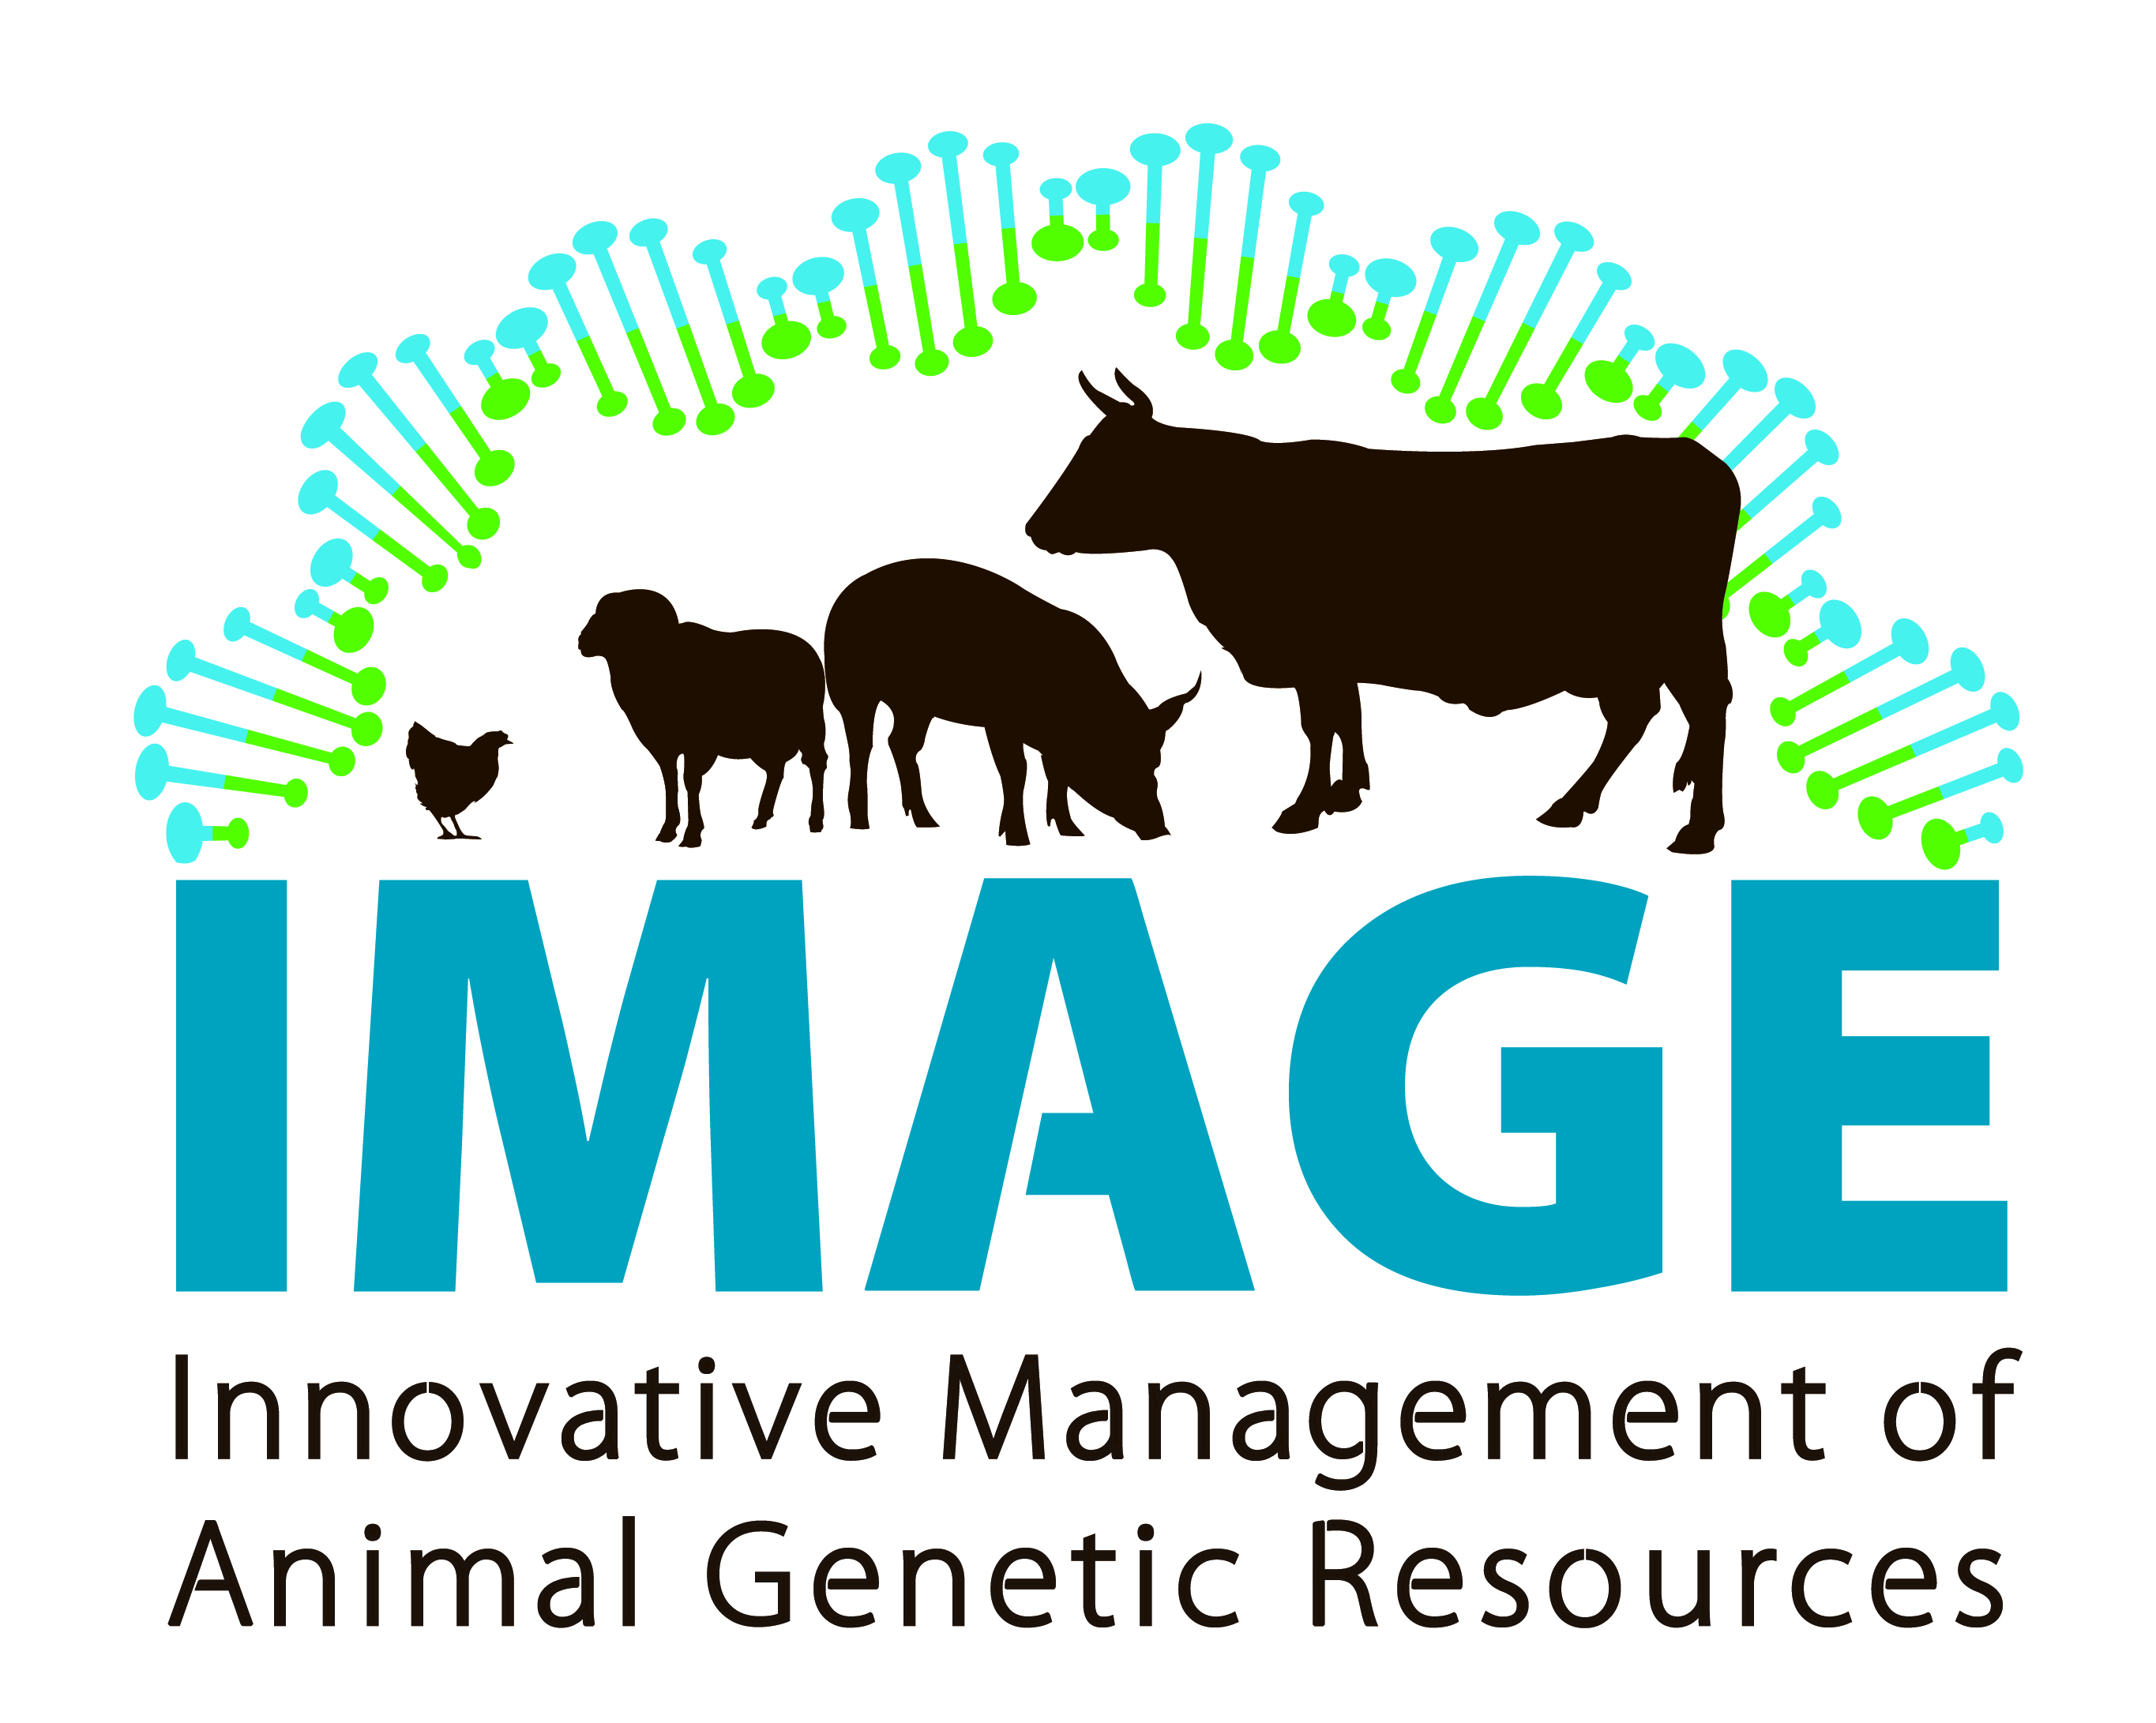 IMAGE
Innovative Management of
Animal Genetic Resources